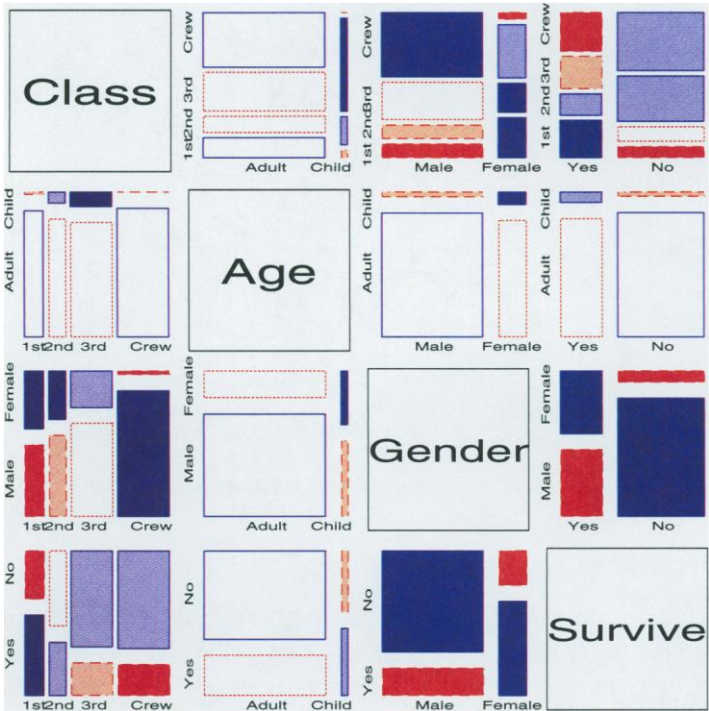 Class
Crew
3rd
2nd
1st
Adult Child
Crew
3rd
2nd
1st
Male Female
Crew
3rd
2nd
1st
Yes No
Child
Adult
1st 2nd 3rd Crew
Age
Child
Adult
Male Female
Child
Adult
Yes No
Female
Male
1st 2nd 3rd Crew
Female
Male
Adult Child
Gender
Female
Male
Yes No
No
Yes
1st 2nd 3rd Crew
No
Yes
Adult Child
No
Yes
Male Female
Survive